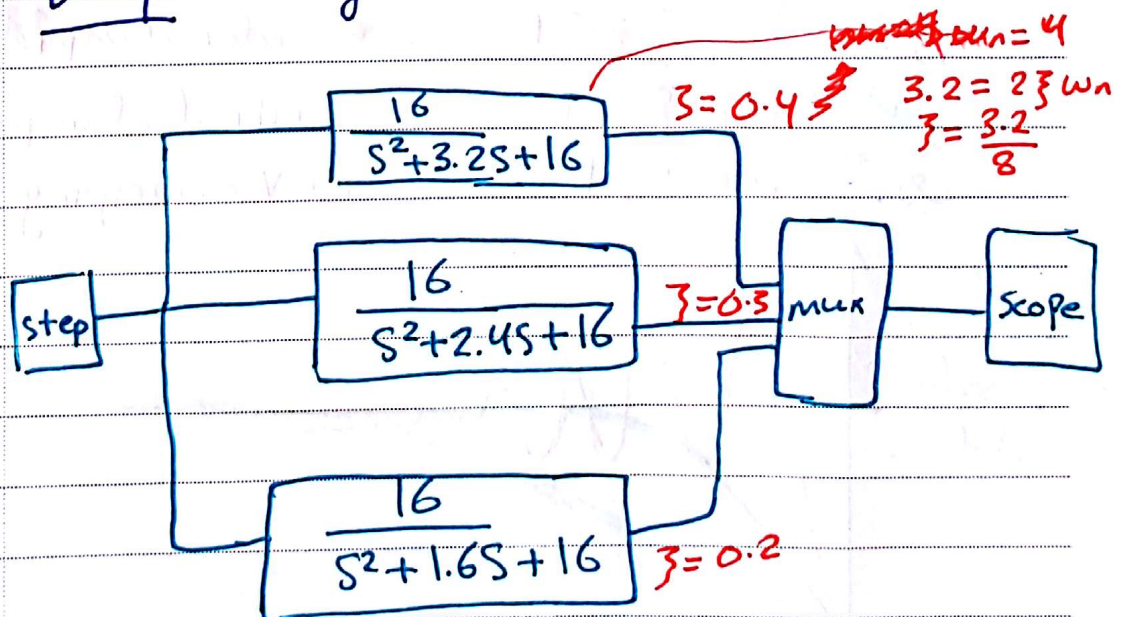 ωn = 4
16
ξ = 0.4
3.2 = 2ξωn
S²+3.2S+16
ξ = 3.2/8
16
S²+2.4S+16
ξ=0.3
step
mux
Scope
16
S²+1.6S+16
ξ= 0.2